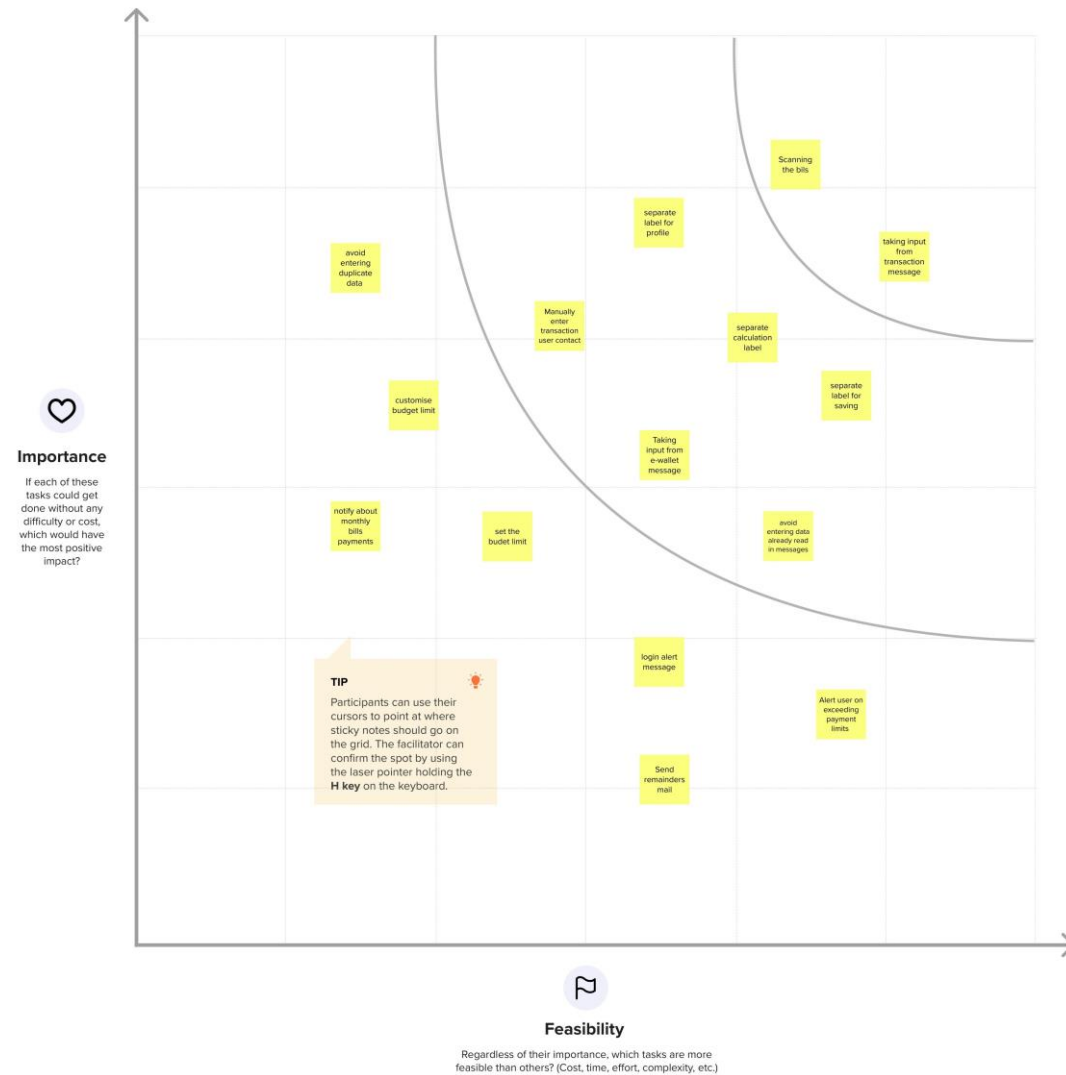 Scanning
the bils
separate
label for
profile
taking input
from
transaction
message
avoid
entering
duplicate
data
Manually
enter
transaction
user contact
separate
calculation
label
separate
label for
saving
customise
budget limit
Taking
input from
e-wallet
message
Importance
If each of these
tasks could get
done without any
difficulty or cost,
which would have
the most positive
impact?
notify about
monthly
bills
payments
set the
budet limit
avoid
entering data
already read
in messages
login alert
message
TIP
Participants can use their
cursors to point at where
sticky notes should go on
the grid. The facilitator can
confirm the spot by using
the laser pointer holding the
H key on the keyboard.
Alert user on
exceeding
payment
limits
Send
remainders
mail
Feasibility
Regardless of their importance, which tasks are more
feasible than others? (Cost, time, effort, complexity, etc.)